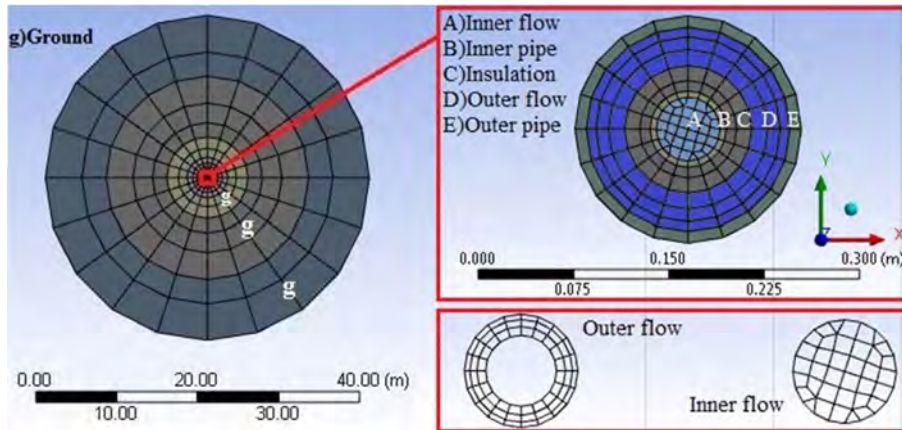 g)Ground
g
g
g
0.00 20.00 40.00 (m)
10.00 30.00
A)Inner flow
B)Inner pipe
C)Insulation
D)Outer flow
E)Outer pipe
A B C D E
Y
X
Z
0.000 0.150 0.300 (m)
0.075 0.225
Outer flow
Inner flow